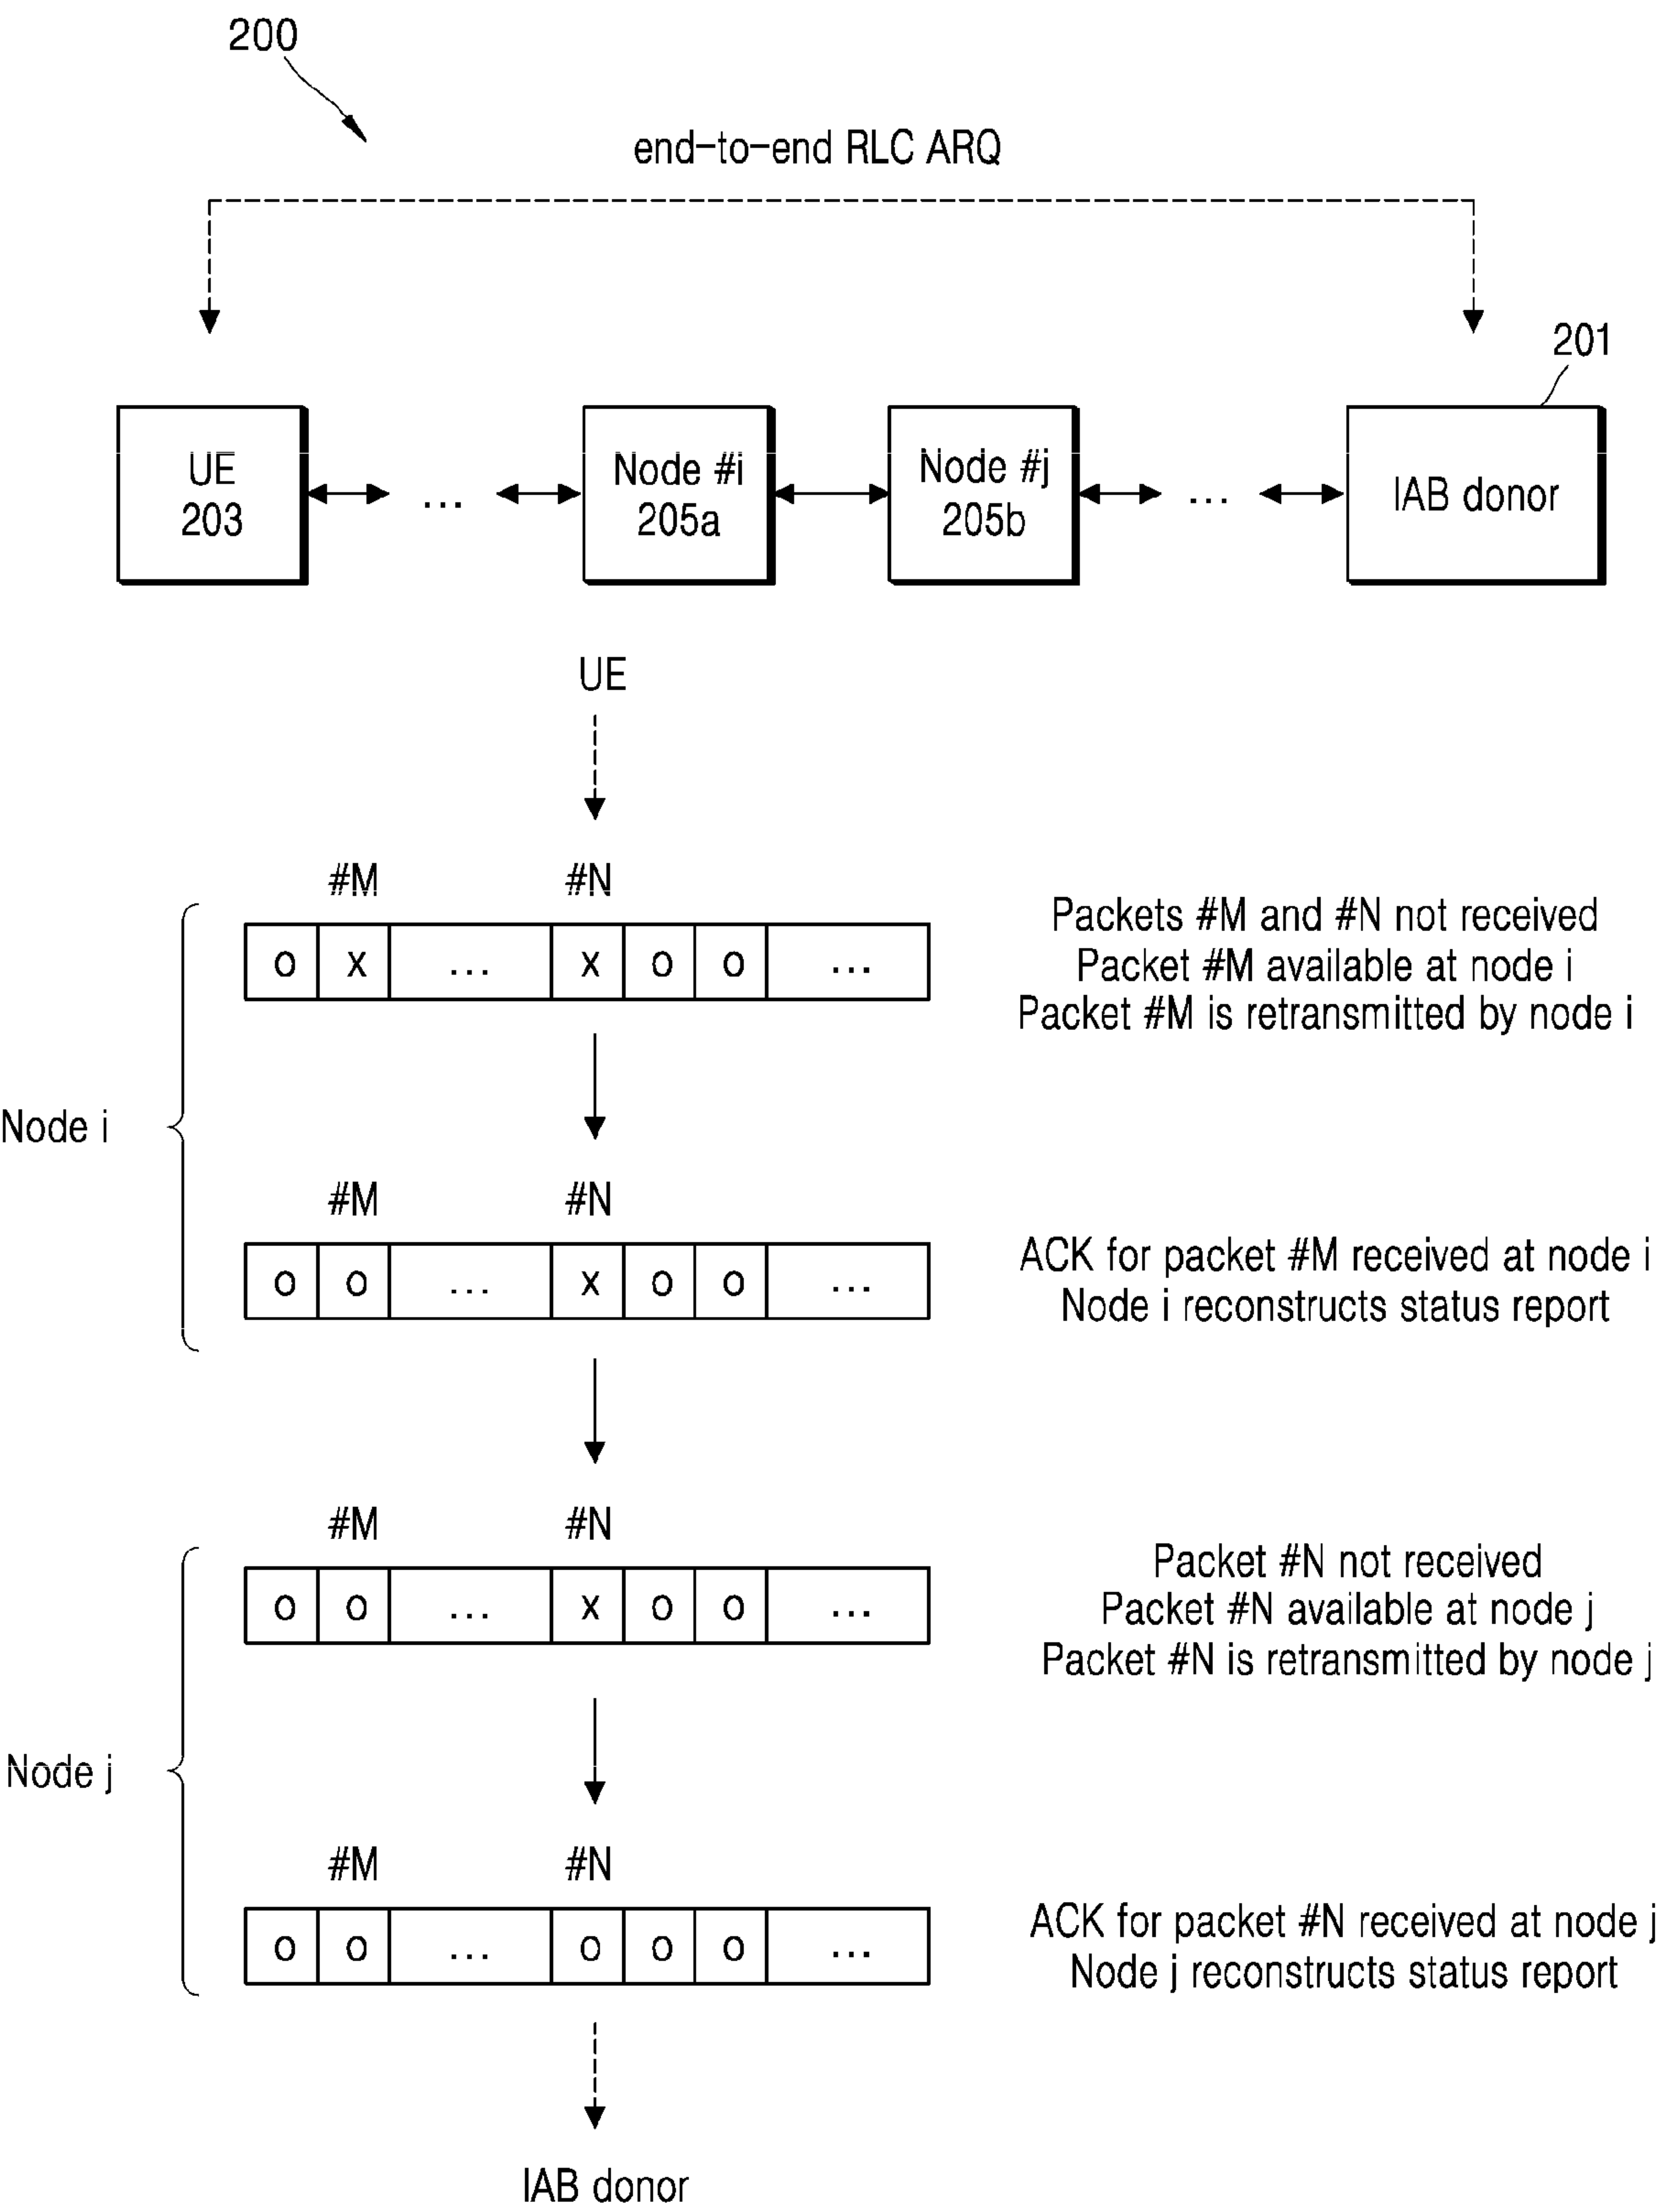 200
end-to-end RLC ARQ
201
UE
203
...
Node #i
205a
Node #j
205b
...
IAB donor
UE
#M #N
o x ... x o o ...
Packets #M and #N not received
Packet #M available at node i
Packet #M is retransmitted by node i
Node i
#M #N
o o ... x o o ...
ACK for packet #M received at node i
Node i reconstructs status report
#M #N
o o ... x o o ...
Packet #N not received
Packet #N available at node j
Packet #N is retransmitted by node j
Node j
#M #N
o o ... o o o ...
ACK for packet #N received at node j
Node j reconstructs status report
IAB donor